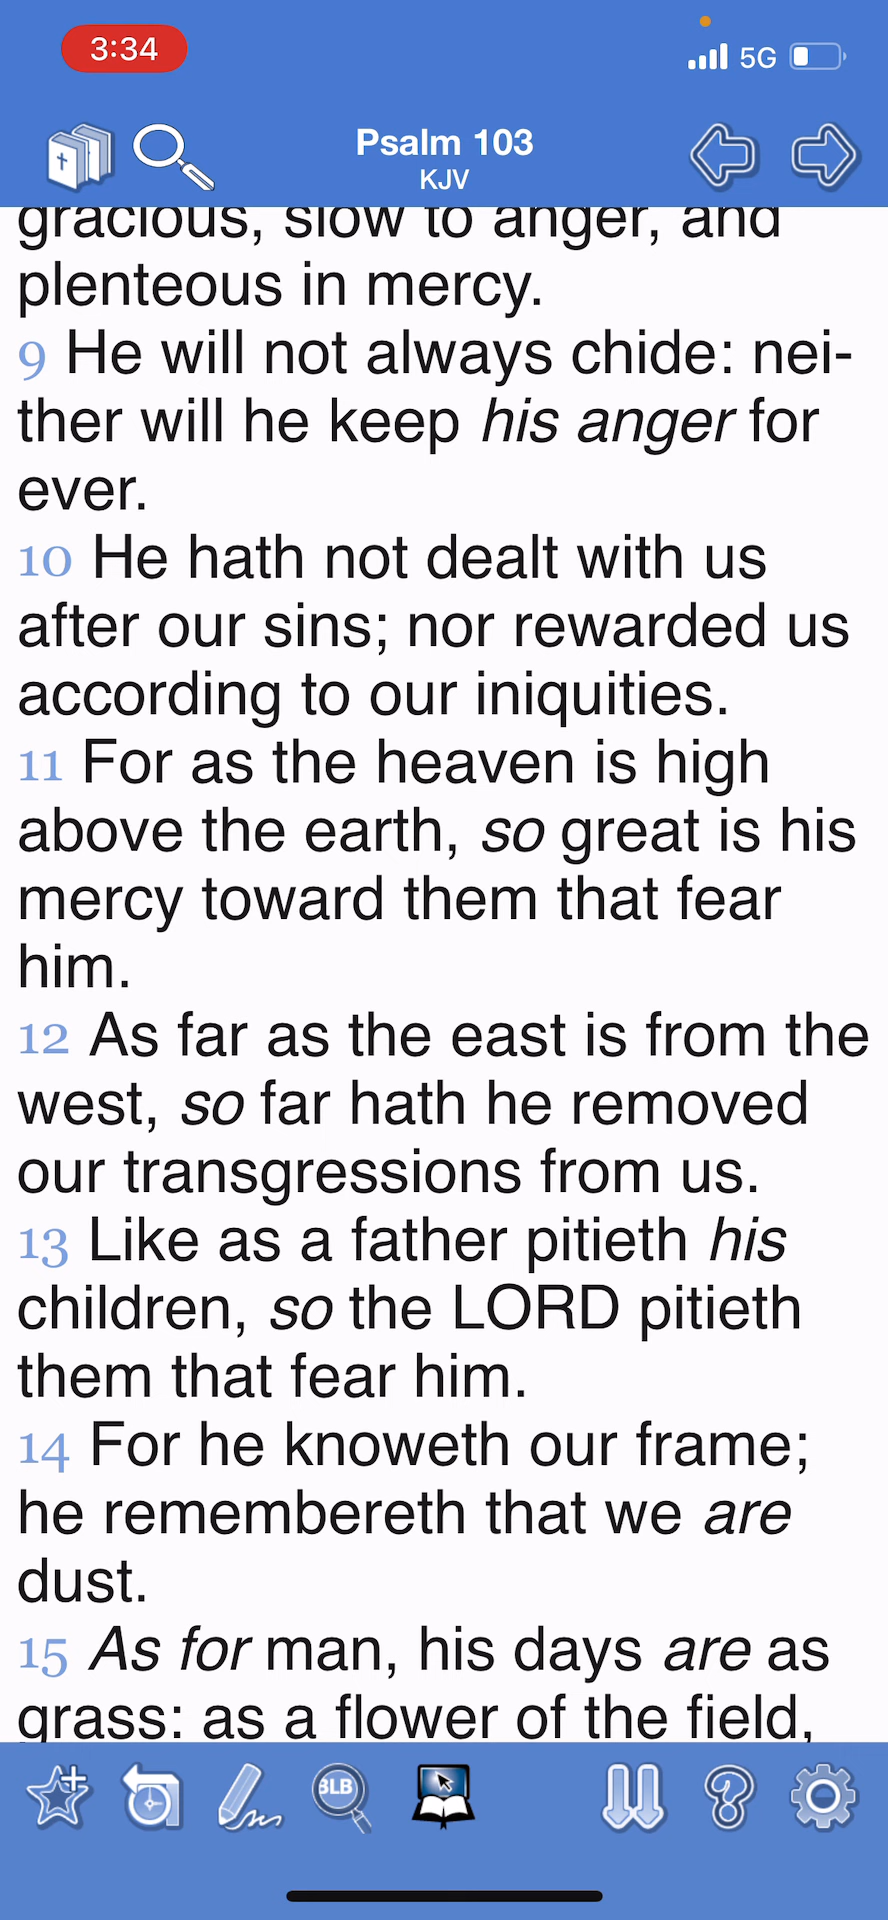 3:34
5G
Psalm 103
KJV
gracious, slow to anger, and
plenteous in mercy.
9 He will not always chide: nei-
ther will he keep his anger for
ever.
10 He hath not dealt with us
after our sins; nor rewarded us
according to our iniquities.
11 For as the heaven is high
above the earth, so great is his
mercy toward them that fear
him.
12 As far as the east is from the
west, so far hath he removed
our transgressions from us.
13 Like as a father pitieth his
children, so the LORD pitieth
them that fear him.
14 For he knoweth our frame;
he remembereth that we are
dust.
15 As for man, his days are as
grass: as a flower of the field,
BLB